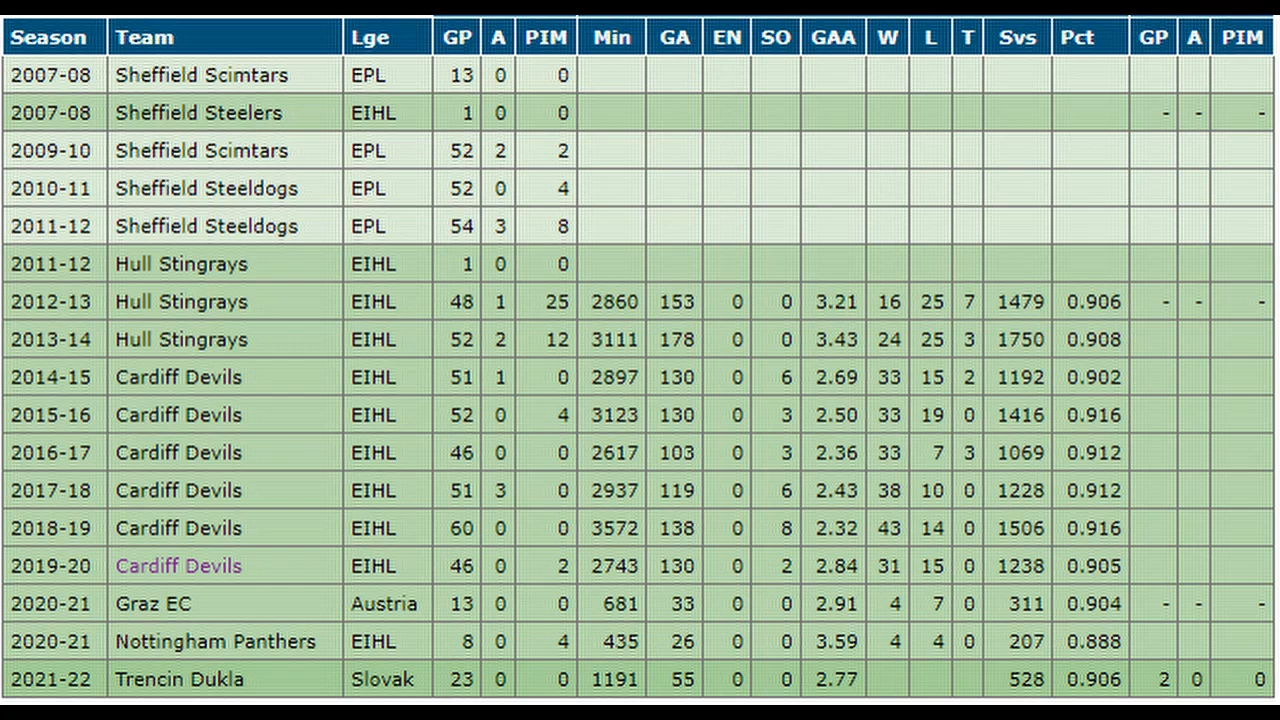 Season Team Lge GP A PIM Min GA EN SO GAA W L T Svs Pct GP A PIM
2007-08 Sheffield Scimtars EPL 13 0 0
2007-08 Sheffield Steelers EIHL 1 0 0 - - -
2009-10 Sheffield Scimtars EPL 52 2 2
2010-11 Sheffield Steeldogs EPL 52 0 4
2011-12 Sheffield Steeldogs EPL 54 3 8
2011-12 Hull Stingrays EIHL 1 0 0
2012-13 Hull Stingrays EIHL 48 1 25 2860 153 0 0 3.21 16 25 7 1479 0.906 - - -
2013-14 Hull Stingrays EIHL 52 2 12 3111 178 0 0 3.43 24 25 3 1750 0.908
2014-15 Cardiff Devils EIHL 51 1 0 2897 130 0 6 2.69 33 15 2 1192 0.902
2015-16 Cardiff Devils EIHL 52 0 4 3123 130 0 3 2.50 33 19 0 1416 0.916
2016-17 Cardiff Devils EIHL 46 0 0 2617 103 0 3 2.36 33 7 3 1069 0.912
2017-18 Cardiff Devils EIHL 51 3 0 2937 119 0 6 2.43 38 10 0 1228 0.912
2018-19 Cardiff Devils EIHL 60 0 0 3572 138 0 8 2.32 43 14 0 1506 0.916
2019-20 Cardiff Devils EIHL 46 0 2 2743 130 0 2 2.84 31 15 0 1238 0.905
2020-21 Graz EC Austria 13 0 0 681 33 0 0 2.91 4 7 0 311 0.904 - - -
2020-21 Nottingham Panthers EIHL 8 0 4 435 26 0 0 3.59 4 4 0 207 0.888
2021-22 Trencin Dukla Slovak 23 0 0 1191 55 0 0 2.77 528 0.906 2 0 0